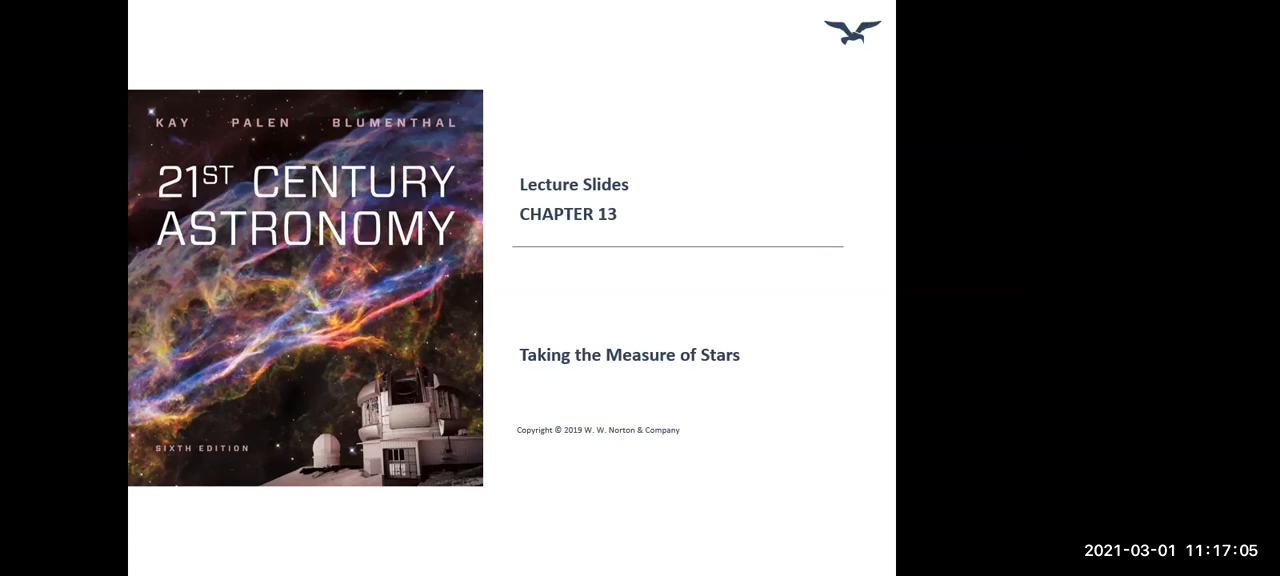 KAY PALEN BLUMENTHAL
21ST CENTURY
ASTRONOMY
SIXTH EDITION
Lecture Slides
CHAPTER 13
Taking the Measure of Stars
Copyright © 2019 W. W. Norton & Company
2021-03-01 11:17:05